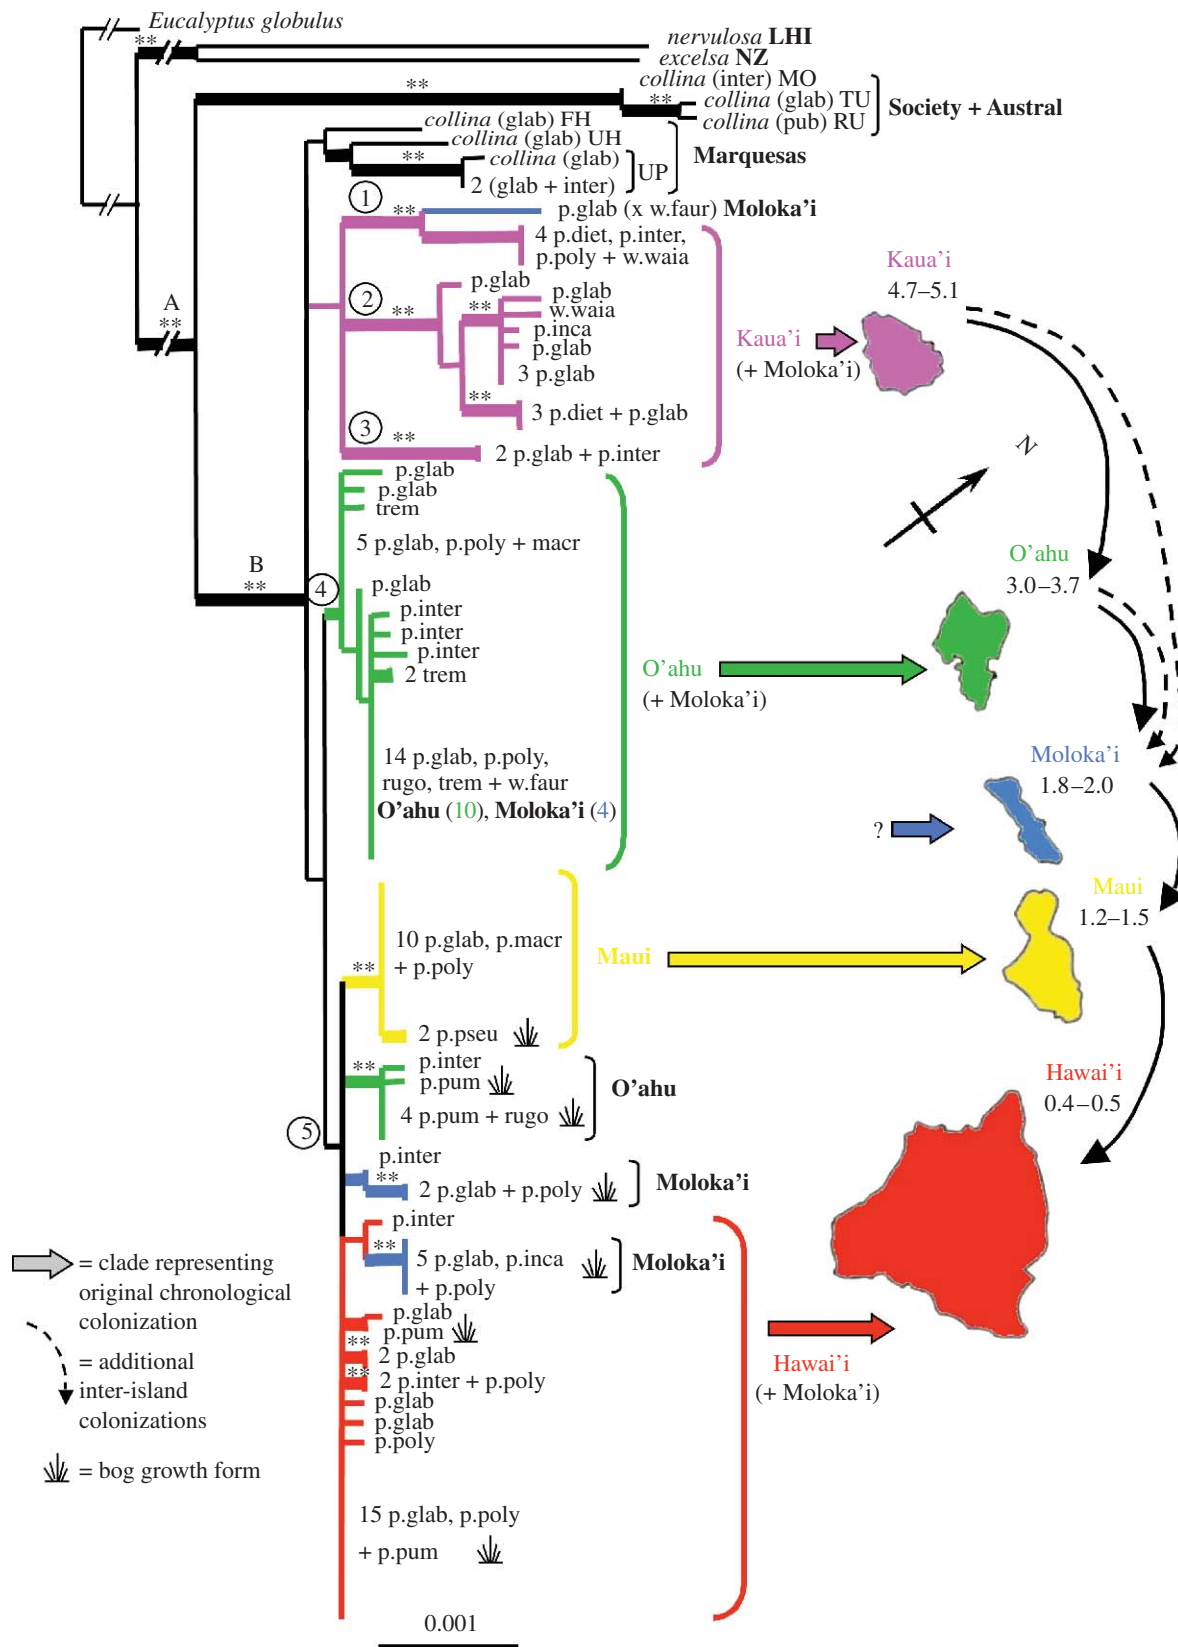 Eucalyptus globulus
**
nervulosa LHI
excelsa NZ
collina (inter) MO
**
**
collina (glab) TU
collina (pub) RU
Society + Austral
collina (glab) FH
collina (glab) UH
**
collina (glab)
2 (glab + inter)
UP
Marquesas
A
**
B
**
1
**
p.glab (x w.faur) Moloka'i
4 p.diet, p.inter,
p.poly + w.waia
2
**
p.glab
**
p.glab
w.waia
p.inca
p.glab
3 p.glab
**
3 p.diet + p.glab
3
**
2 p.glab + p.inter
Kaua'i
(+ Moloka'i)
Kaua'i
4.7–5.1
N
4
p.glab
p.glab
trem
5 p.glab, p.poly + macr
p.glab
p.inter
p.inter
p.inter
2 trem
14 p.glab, p.poly,
rugo, trem + w.faur
O'ahu (10), Moloka'i (4)
O'ahu
(+ Moloka'i)
O'ahu
3.0–3.7
Moloka'i
1.8–2.0
?
Maui
1.2–1.5
**
10 p.glab, p.macr
+ p.poly
2 p.pseu
Maui
5
**
p.inter
p.pum
4 p.pum + rugo
O'ahu
Hawai'i
0.4–0.5
p.inter
**
2 p.glab + p.poly
Moloka'i
p.inter
**
5 p.glab, p.inca
+ p.poly
Moloka'i
p.glab
p.pum
**
2 p.glab
**
2 p.inter + p.poly
p.glab
p.glab
p.poly
15 p.glab, p.poly
+ p.pum
Hawai'i
(+ Moloka'i)
= clade representing
original chronological
colonization
= additional
inter-island
colonizations
= bog growth form
0.001